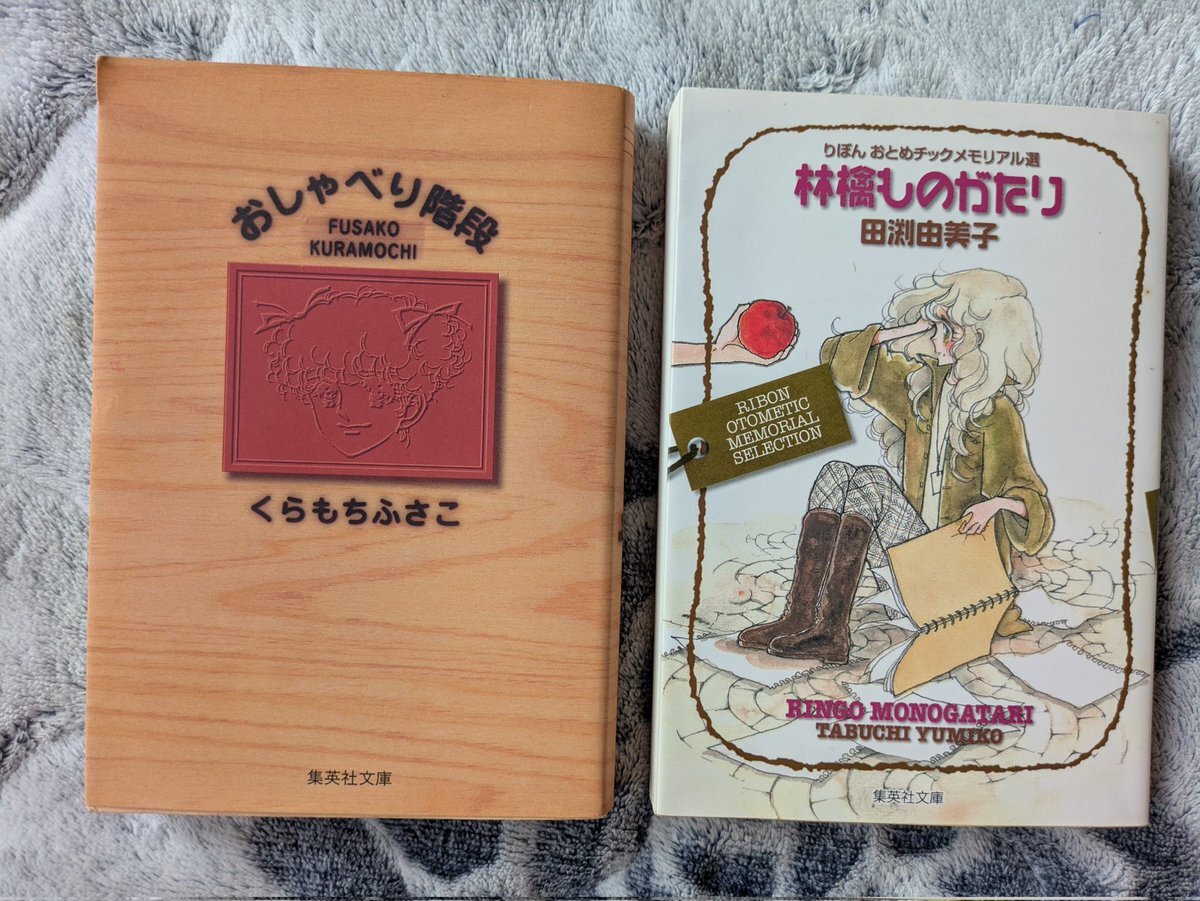 おしゃべり階段
FUSAKO
KURAMOCHI
くらもちふさこ
集英社文庫
りぼん おとめチックメモリアル選
林檎ものがたり
田渕由美子
RIBON
OTOMETIC
MEMORIAL
SELECTION
RINGO MONOGATARI
TABUCHI YUMIKO
集英社文庫